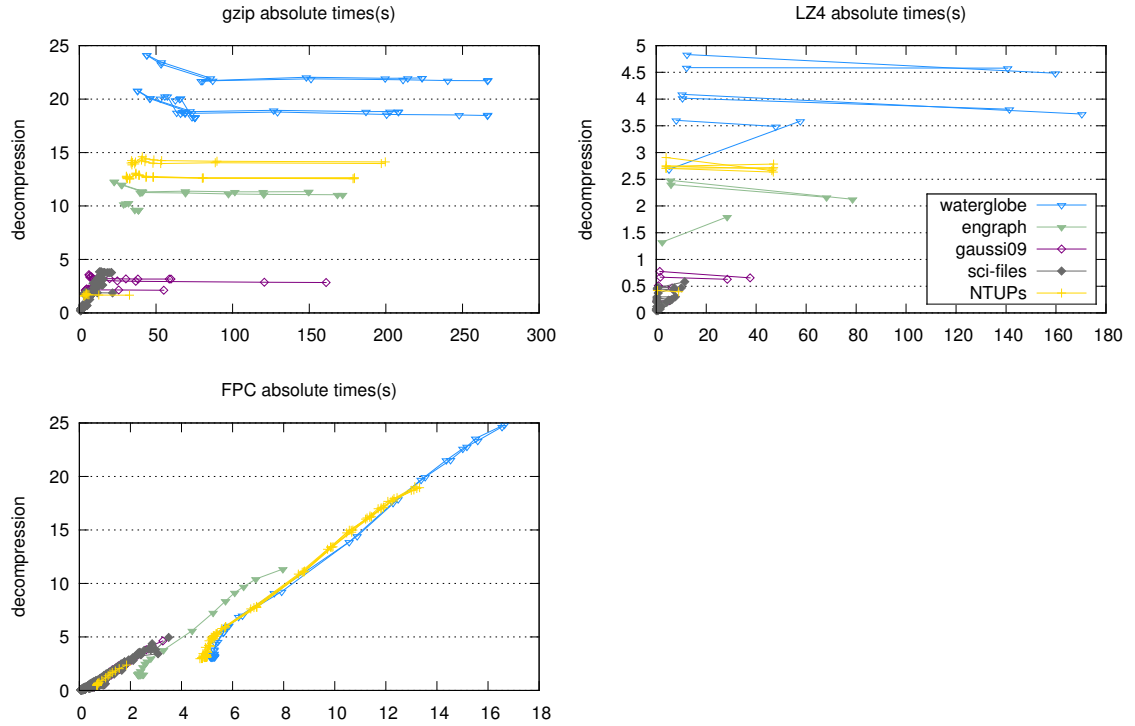 gzip absolute times(s)
decompression
25
20
15
10
5
0
0 50 100 150 200 250 300
LZ4 absolute times(s)
decompression
5
4.5
4
3.5
3
2.5
2
1.5
1
0.5
0
0 20 40 60 80 100 120 140 160 180
waterglobe
engraph
gaussi09
sci-files
NTUPs
FPC absolute times(s)
decompression
25
20
15
10
5
0
0 2 4 6 8 10 12 14 16 18